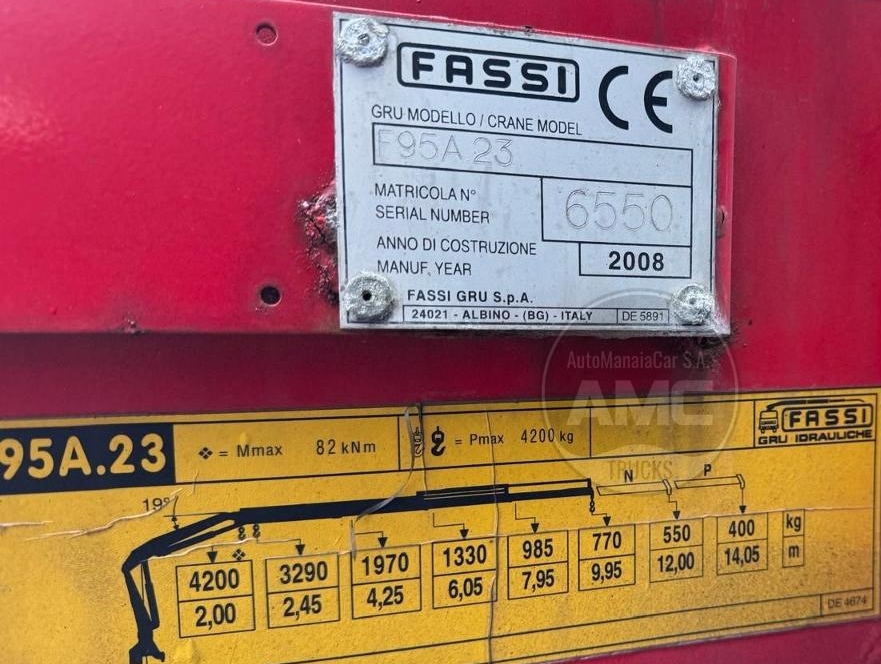 FASSI CE
GRU MODELLO / CRANE MODEL
F95A.23
MATRICOLA N°
SERIAL NUMBER
6550
ANNO DI COSTRUZIONE
MANUF. YEAR
2008
FASSI GRU S.p.A.
24021 - ALBINO - (BG) - ITALY DE 5891
AutoManaiaCar S.A.
AMC
TRUCKS
95A.23
= Mmax 82 kNm
= Pmax 4200 kg
FASSI
GRU IDRAULICHE
N P
19°
4200 3290 1970 1330 985 770 550 400 kg
2,00 2,45 4,25 6,05 7,95 9,95 12,00 14,05 m
DE 4674